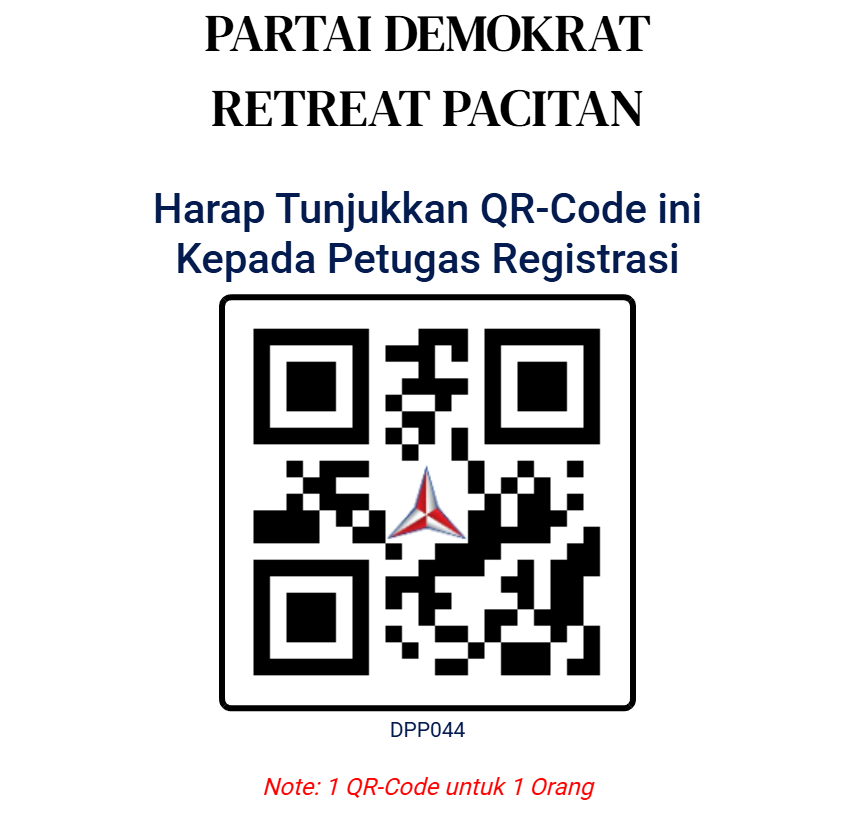 PARTAI DEMOKRAT
RETREAT PACITAN
Harap Tunjukkan QR-Code ini
Kepada Petugas Registrasi
DPP044
Note: 1 QR-Code untuk 1 Orang